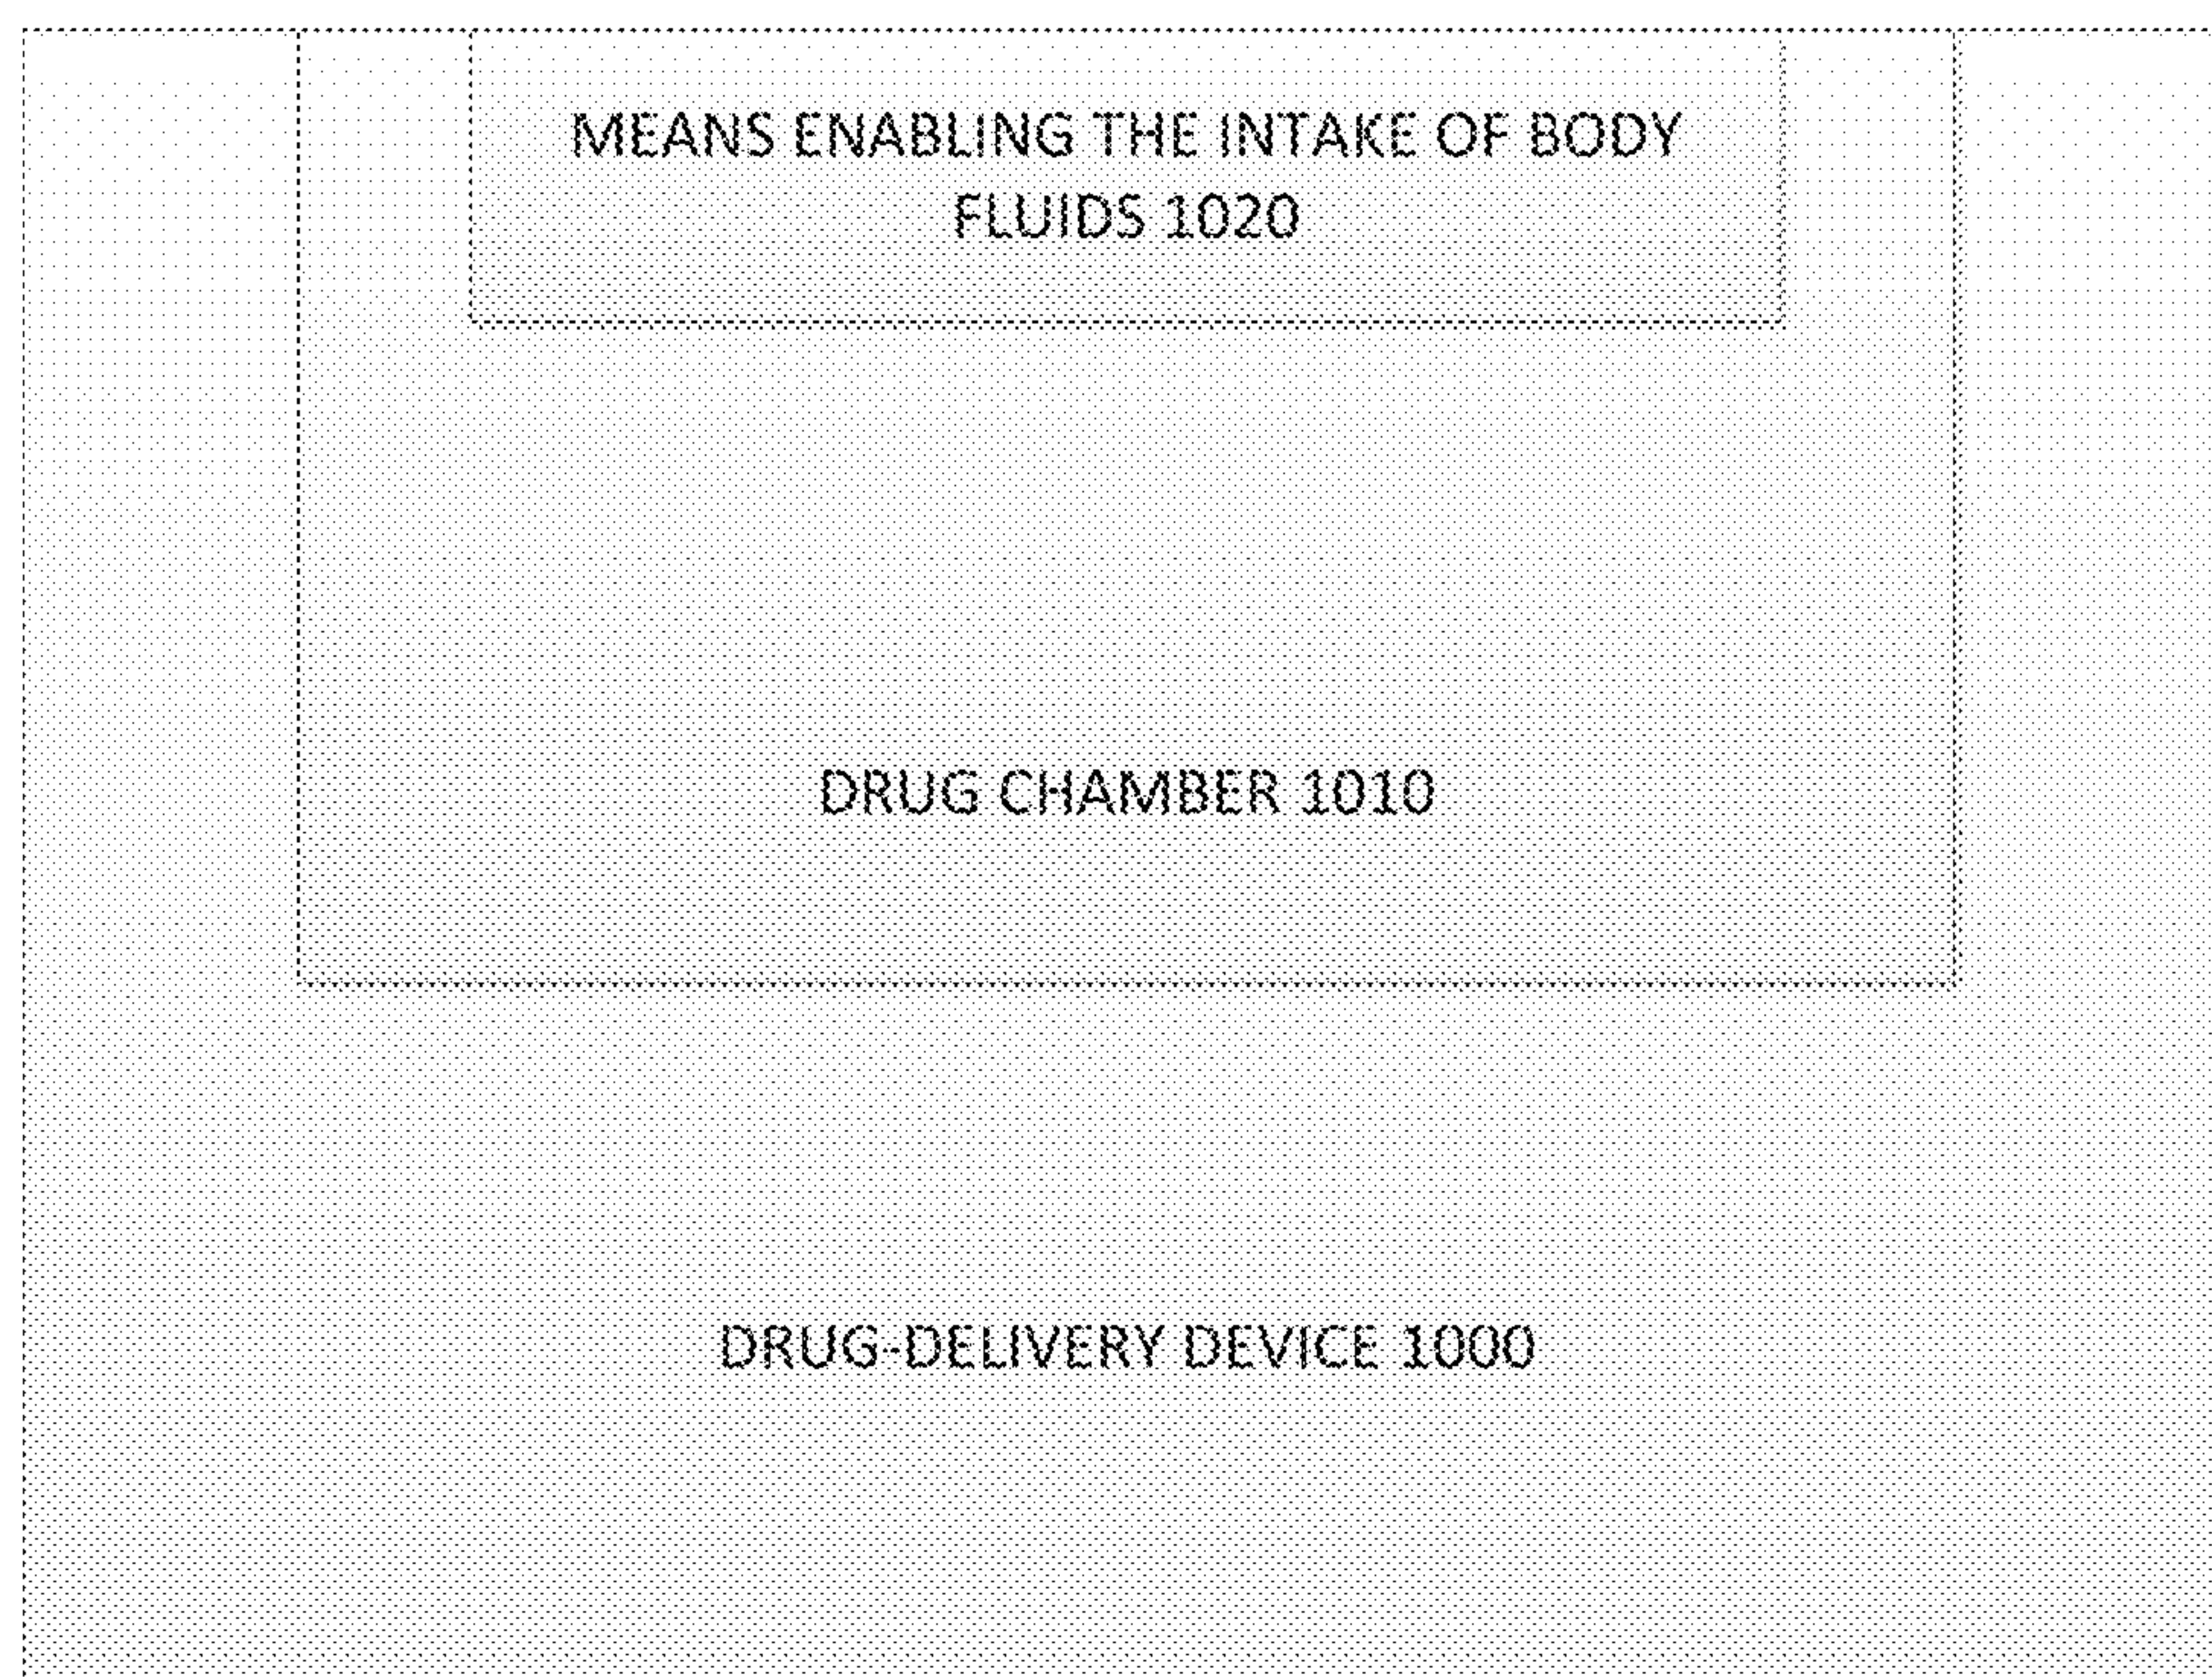 MEANS ENABLING THE INTAKE OF BODY
FLUIDS 1020
DRUG CHAMBER 1010
DRUG-DELIVERY DEVICE 1000